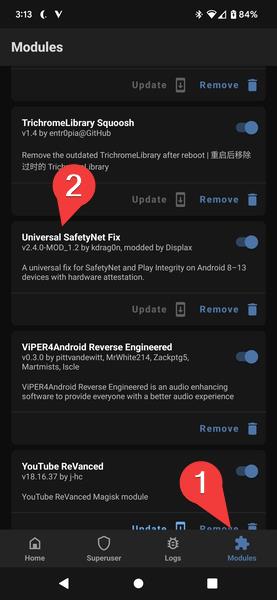 3:13
84%
Modules
Update Remove
TrichromeLibrary Squoosh
v1.4 by entr0pia@GitHub
Remove the outdated TrichromeLibrary after reboot | 重启后移除
过时的 TrichromeLibrary
Update Remove
2
Universal SafetyNet Fix
v2.4.0-MOD_1.2 by kdrag0n, modded by Displax
A universal fix for SafetyNet and Play Integrity on Android 8–13
devices with hardware attestation.
Update Remove
ViPER4Android Reverse Engineered
v0.3.0 by pittvandewitt, MrWhite214, Zackptg5,
Martmists, Iscle
ViPER4Android Reverse Engineered is an audio enhancing
software to provide everyone with a better audio experience
Remove
YouTube ReVanced
v18.16.37 by j-hc
YouTube ReVanced Magisk module
1
Update Remove
Home Superuser Logs Modules